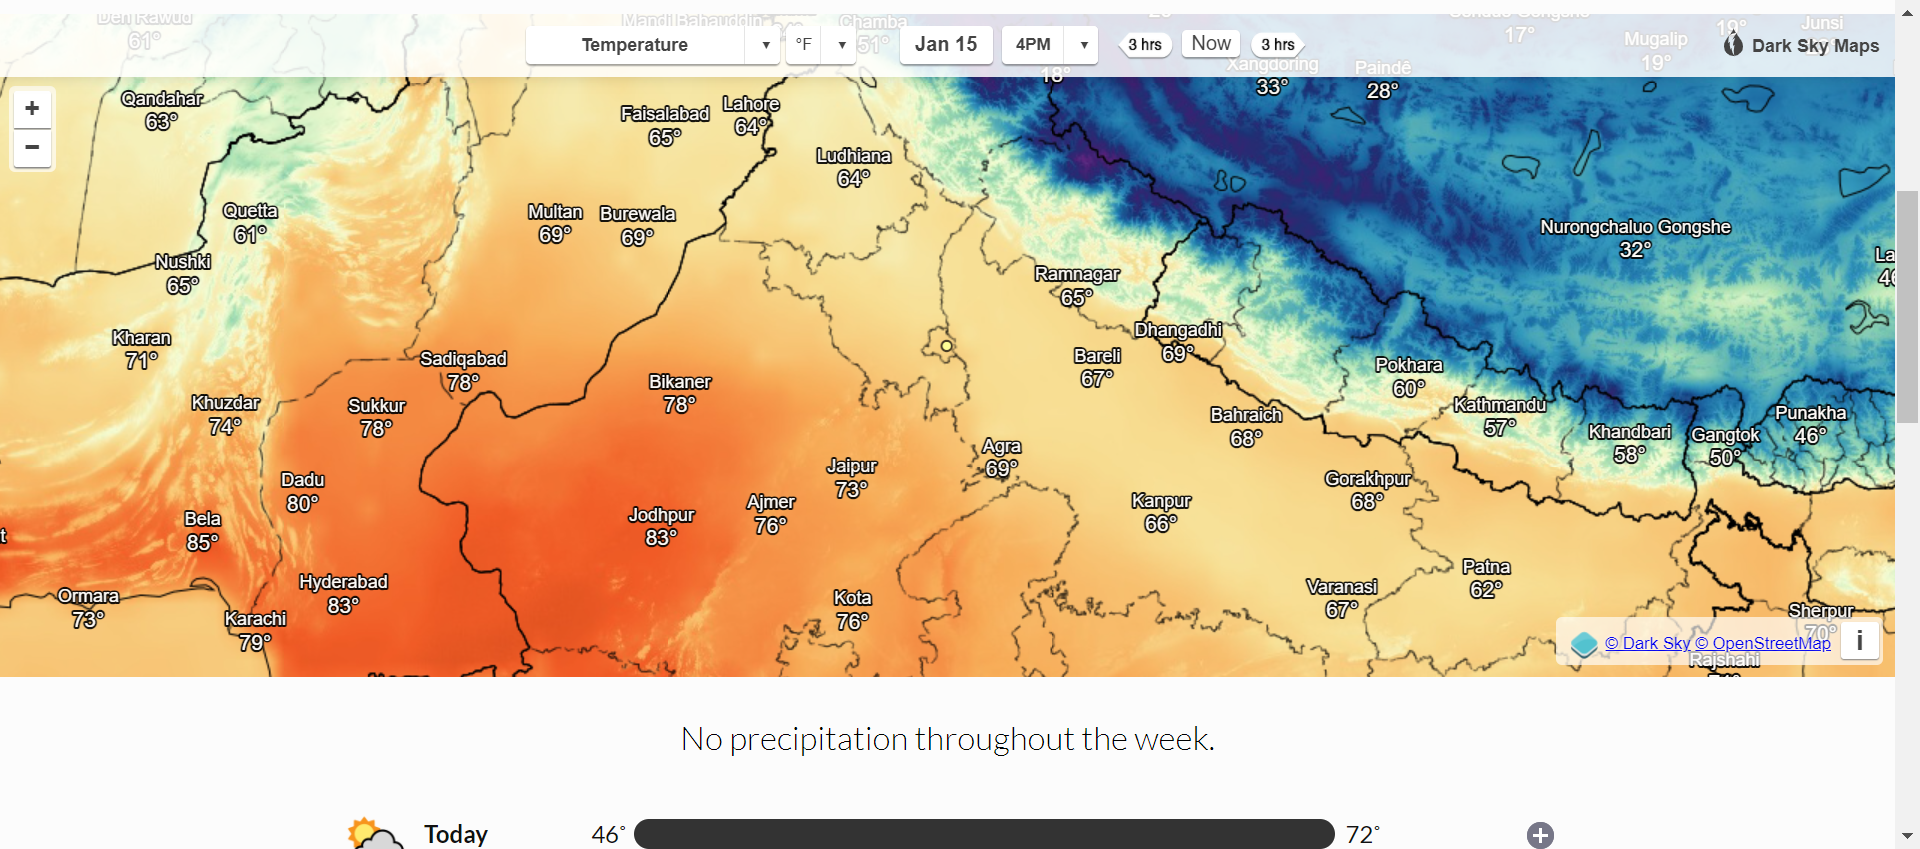 Den Rawud
61°
Mandi Bahauddin
Chamba
51°
Gonduo Gongshe
17°
Mugalip
19°
19°
Junsi
Temperature
°F
Jan 15
4PM
3 hrs
Now
3 hrs
Dark Sky Maps
18°
Xangdoring
33°
Paindê
28°
+
−
Qandahar
63°
Faisalabad
65°
Lahore
64°
Ludhiana
64°
Quetta
61°
Multan
69°
Burewala
69°
Nurongchaluo Gongshe
32°
Nushki
65°
Ramnagar
65°
La
Kharan
71°
Dhangadhi
69°
Sadiqabad
78°
Bareli
67°
Pokhara
60°
Bikaner
78°
Khuzdar
74°
Sukkur
78°
Bahraich
68°
Kathmandu
57°
Punakha
46°
Khandbari
58°
Gangtok
50°
Agra
69°
Jaipur
73°
Dadu
80°
Gorakhpur
68°
Ajmer
76°
Kanpur
66°
Bela
85°
Jodhpur
83°
t
Patna
62°
Hyderabad
83°
Varanasi
67°
Ormara
73°
Kota
76°
Karachi
79°
Sherpur
70°
© Dark Sky © OpenStreetMap
i
Rajshahi
No precipitation throughout the week.
Today
46°
72°
+